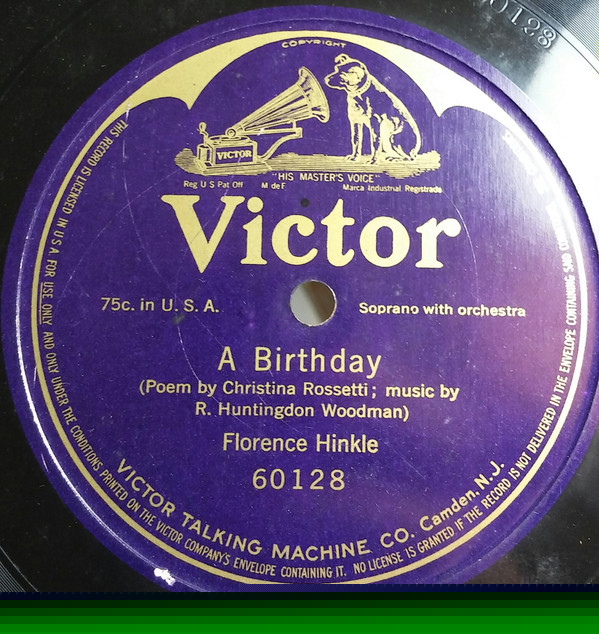 60128
COPYRIGHT
VICTOR
"HIS MASTER'S VOICE"
Reg U S Pat Off M de F Marca Industrial Registrada
Victor
75c. in U. S. A. Soprano with orchestra
A Birthday
(Poem by Christina Rossetti; music by
R. Huntingdon Woodman)
Florence Hinkle
60128
VICTOR TALKING MACHINE CO. Camden, N.J.
THIS RECORD IS LICENSED IN U.S.A. FOR USE ONLY AND ONLY UNDER THE CONDITIONS PRINTED ON THE VICTOR COMPANY'S ENVELOPE CONTAINING IT. NO LICENSE IS GRANTED IF THE RECORD IS NOT DELIVERED IN THE ENVELOPE CONTAINING SAID